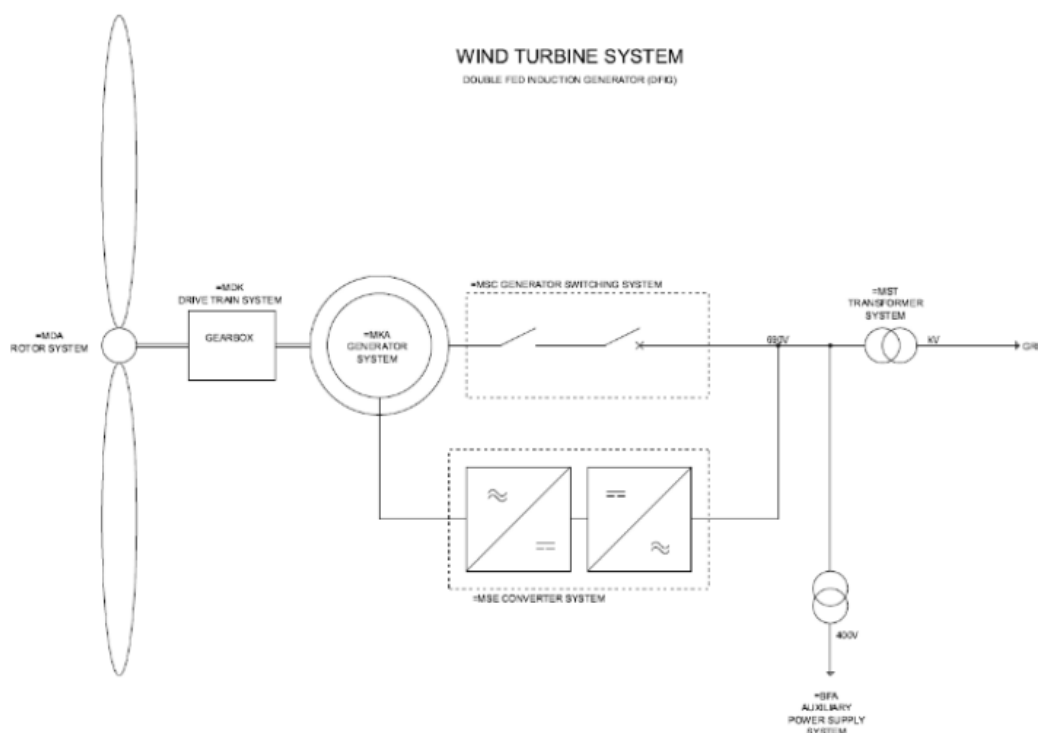 WIND TURBINE SYSTEM
DOUBLE FED INDUCTION GENERATOR (DFIG)
=MDK
DRIVE TRAIN SYSTEM
=MSC GENERATOR SWITCHING SYSTEM
=MST
TRANSFORMER
SYSTEM
=MDA
ROTOR SYSTEM
GEARBOX
=MKA
GENERATOR
SYSTEM
690V
KV
GRI
=MSE CONVERTER SYSTEM
400V
=BFA
AUXILIARY
POWER SUPPLY
SYSTEM